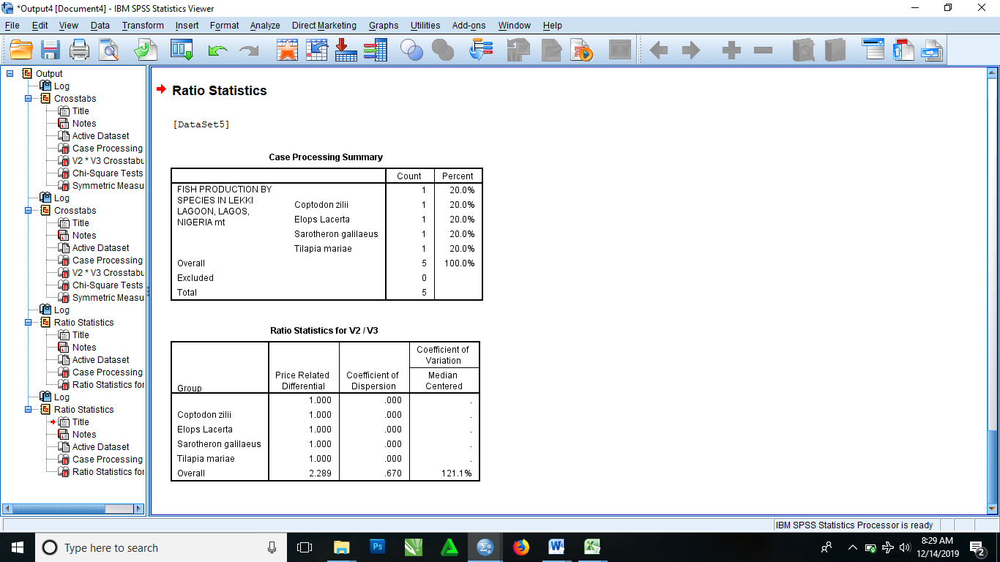 *Output4 [Document4] - IBM SPSS Statistics Viewer
File Edit View Data Transform Insert Format Analyze Direct Marketing Graphs Utilities Add-ons Window Help
Output
Log
Crosstabs
Title
Notes
Active Dataset
Case Processing
V2 * V3 Crosstabu
Chi-Square Tests
Symmetric Measu
Log
Crosstabs
Title
Notes
Active Dataset
Case Processing
V2 * V3 Crosstabu
Chi-Square Tests
Symmetric Measu
Log
Ratio Statistics
Title
Notes
Active Dataset
Case Processing
Ratio Statistics for
Log
Ratio Statistics
Title
Notes
Active Dataset
Case Processing
Ratio Statistics for
Ratio Statistics
[DataSet5]
Case Processing Summary
Count Percent
FISH PRODUCTION BY
SPECIES IN LEKKI
LAGOON, LAGOS,
NIGERIA mt
1 20.0%
Coptodon zilii 1 20.0%
Elops Lacerta 1 20.0%
Sarotheron galilaeus 1 20.0%
Tilapia mariae 1 20.0%
Overall 5 100.0%
Excluded 0
Total 5
Ratio Statistics for V2 / V3
Group
Price Related
Differential
Coefficient of
Dispersion
Coefficient of
Variation
Median
Centered
1.000 .000 .
Coptodon zilii 1.000 .000 .
Elops Lacerta 1.000 .000 .
Sarotheron galilaeus 1.000 .000 .
Tilapia mariae 1.000 .000 .
Overall 2.289 .670 121.1%
IBM SPSS Statistics Processor is ready
Type here to search
Ps
W
X
8:29 AM
12/14/2019
2